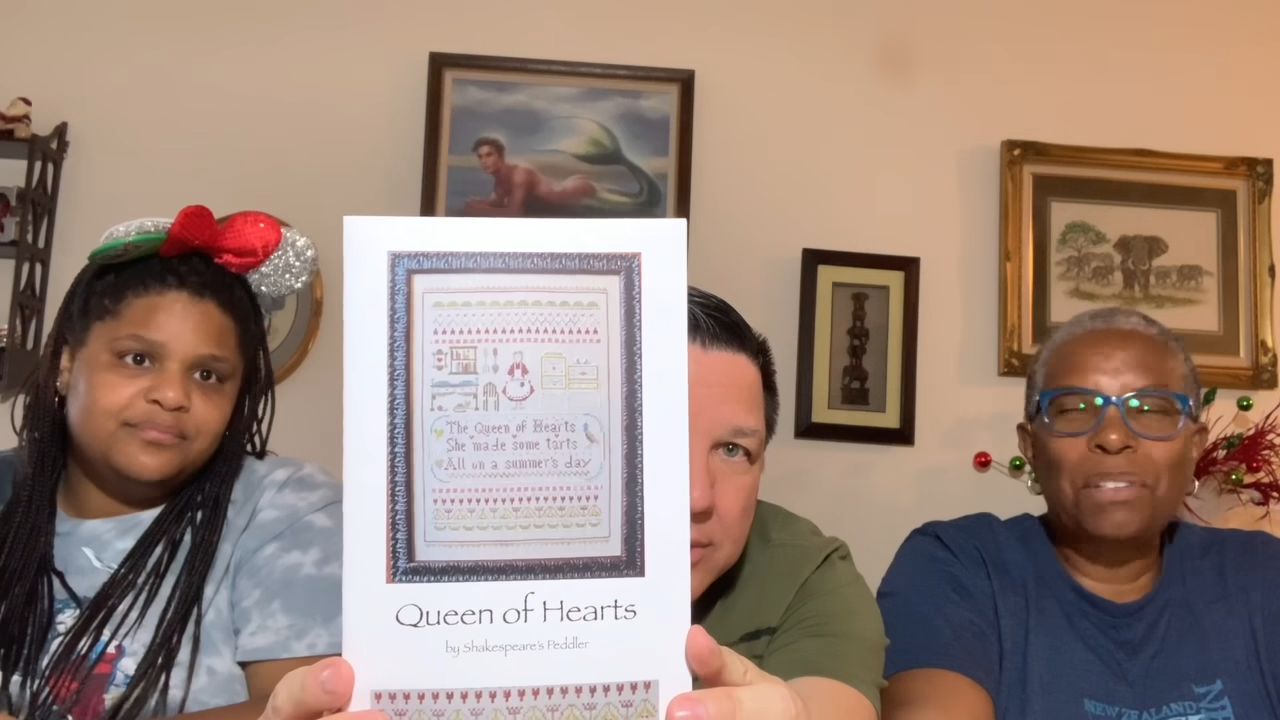 The Queen of Hearts
She made some tarts
All on a summer's day
Queen of Hearts
by Shakespeare's Peddler
NEW ZEALAND